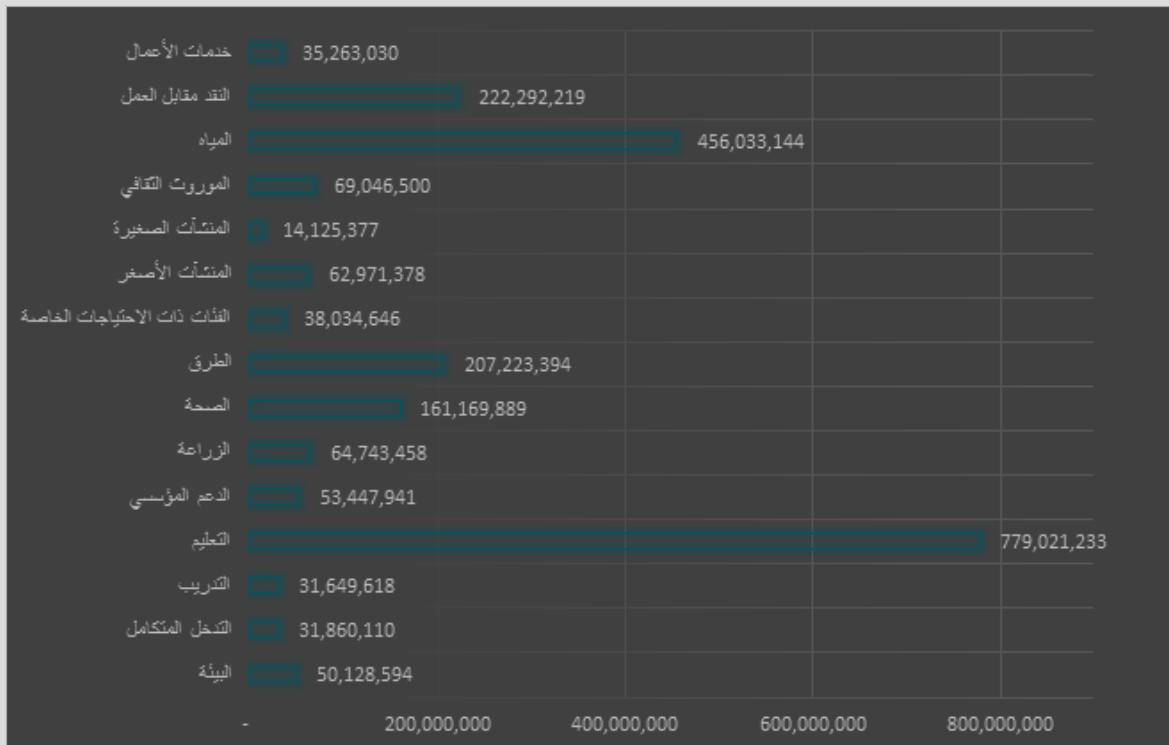 خدمات الأعمال 35,263,030
النقد مقابل العمل 222,292,219
المياه 456,033,144
الموروث الثقافي 69,046,500
المنشآت الصغيرة 14,125,377
المنشآت الأصغر 62,971,378
الفئات ذات الاحتياجات الخاصة 38,034,646
الطرق 207,223,394
الصحة 161,169,889
الزراعة 64,743,458
الدعم المؤسسي 53,447,941
التعليم 779,021,233
التدريب 31,649,618
التدخل المتكامل 31,860,110
البيئة 50,128,594
- 200,000,000 400,000,000 600,000,000 800,000,000